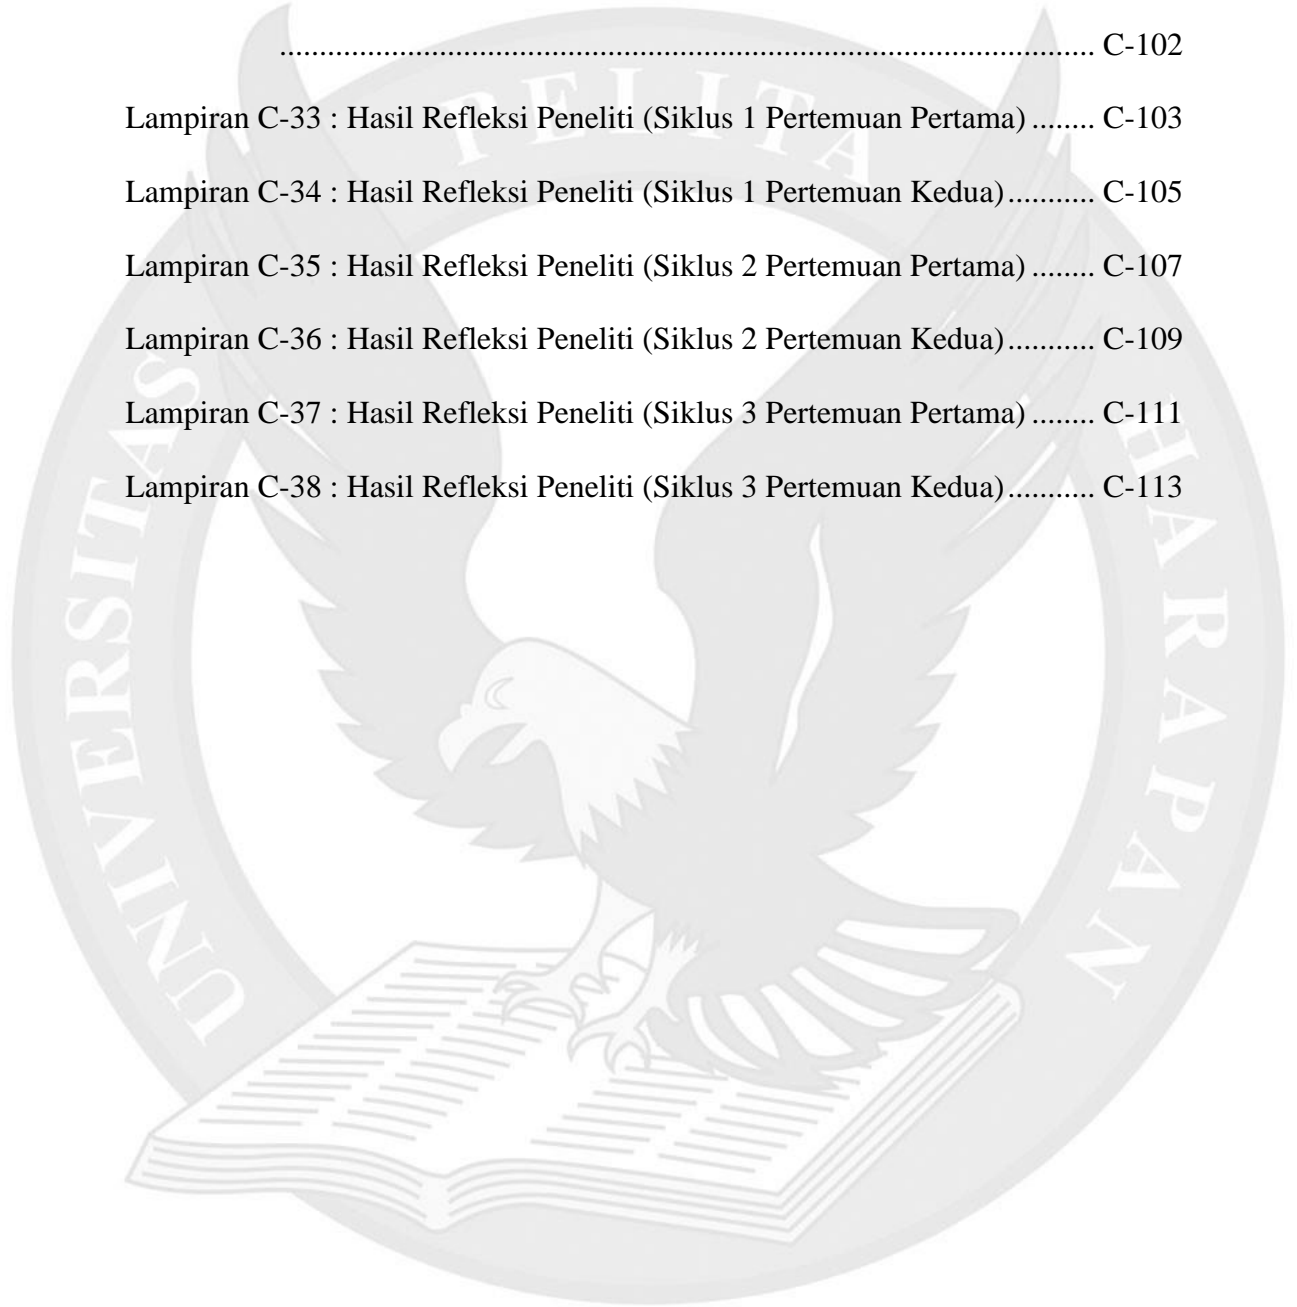 ........................................................................................................ C-102
Lampiran C-33 : Hasil Refleksi Peneliti (Siklus 1 Pertemuan Pertama) ........ C-103
Lampiran C-34 : Hasil Refleksi Peneliti (Siklus 1 Pertemuan Kedua) ........... C-105
Lampiran C-35 : Hasil Refleksi Peneliti (Siklus 2 Pertemuan Pertama) ........ C-107
Lampiran C-36 : Hasil Refleksi Peneliti (Siklus 2 Pertemuan Kedua) ........... C-109
Lampiran C-37 : Hasil Refleksi Peneliti (Siklus 3 Pertemuan Pertama) ........ C-111
Lampiran C-38 : Hasil Refleksi Peneliti (Siklus 3 Pertemuan Kedua) ........... C-113
UNIVERSITAS PELITA HARAPAN